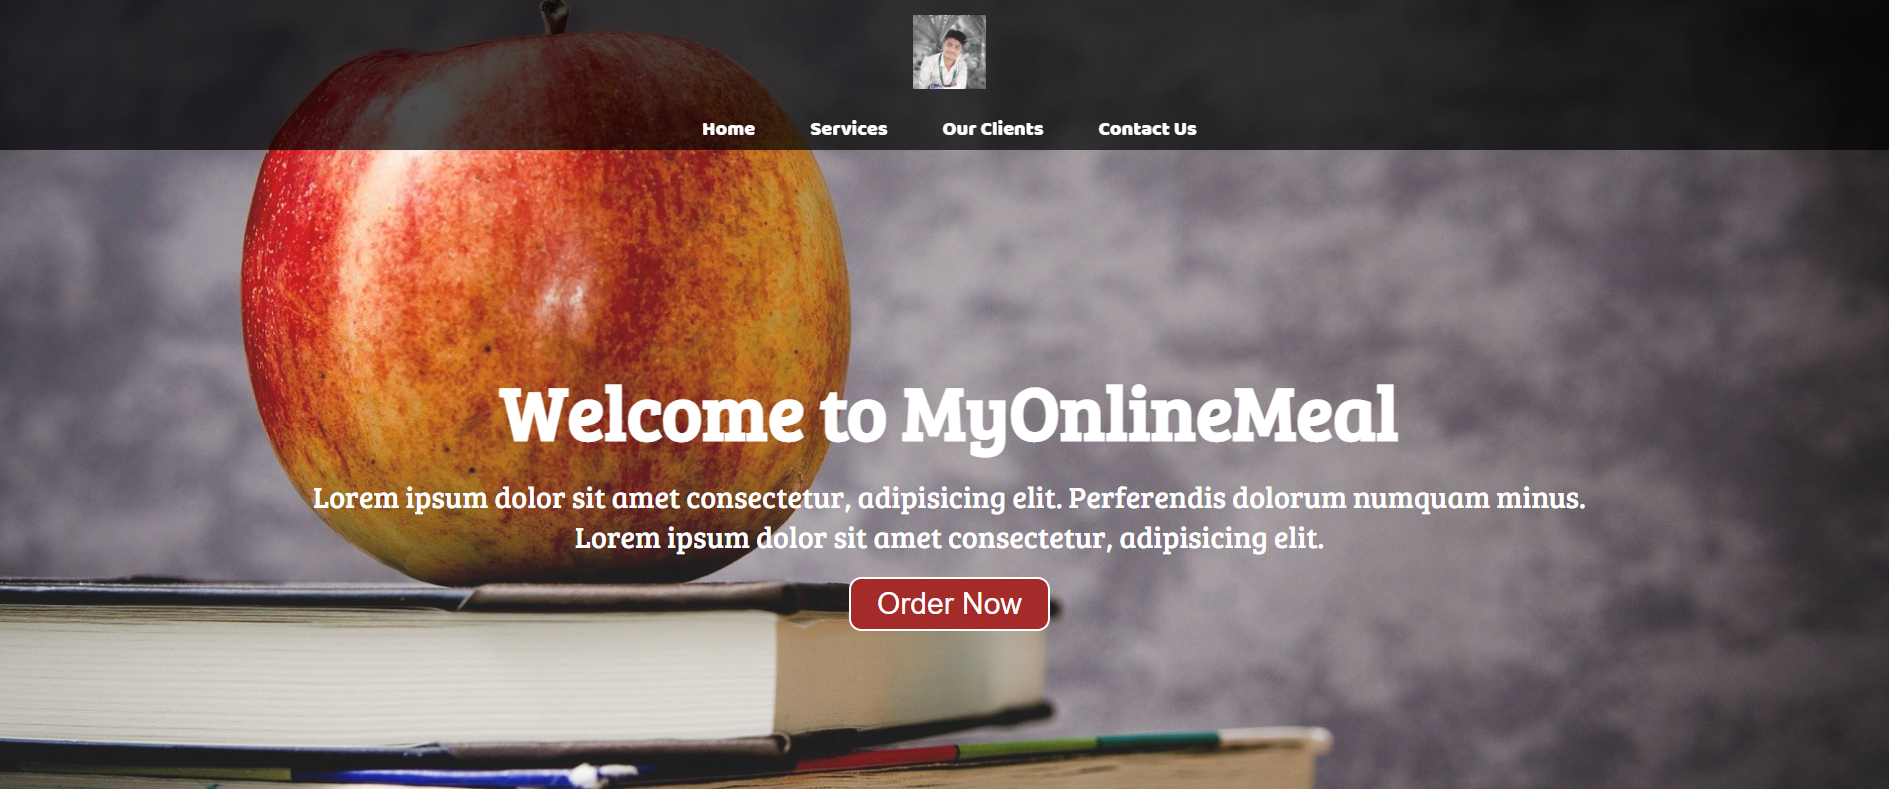 Home Services Our Clients Contact Us
Welcome to MyOnlineMeal
Lorem ipsum dolor sit amet consectetur, adipisicing elit. Perferendis dolorum numquam minus.
Lorem ipsum dolor sit amet consectetur, adipisicing elit.
Order Now